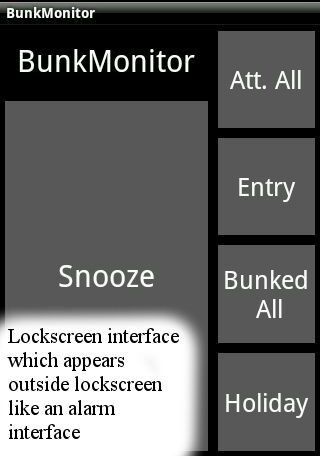 BunkMonitor
BunkMonitor
Att. All
Entry
Snooze
Bunked
All
Holiday
Lockscreen interface
which appears
outside lockscreen
like an alarm
interface